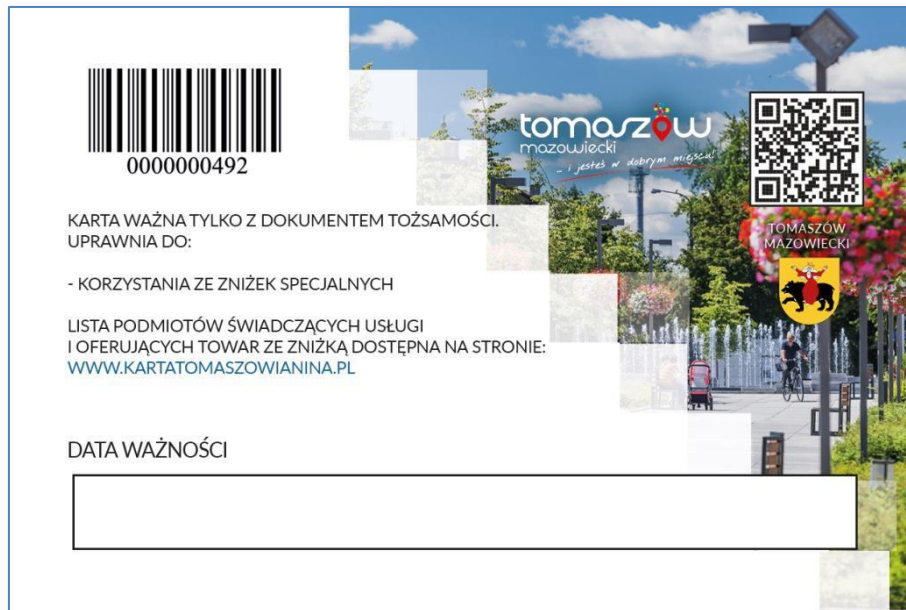 0000000492
KARTA WAŻNA TYLKO Z DOKUMENTEM TOŻSAMOŚCI.
UPRAWNIA DO:
- KORZYSTANIA ZE ZNIŻEK SPECJALNYCH
LISTA PODMIOTÓW ŚWIADCZĄCYCH USŁUGI
I OFERUJĄCYCH TOWAR ZE ZNIŻKĄ DOSTĘPNA NA STRONIE:
WWW.KARTATOMASZOWIANINA.PL
DATA WAŻNOŚCI
tomaszów
mazowiecki
... i jesteś w dobrym miejscu!
TOMASZÓW
MAZOWIECKI